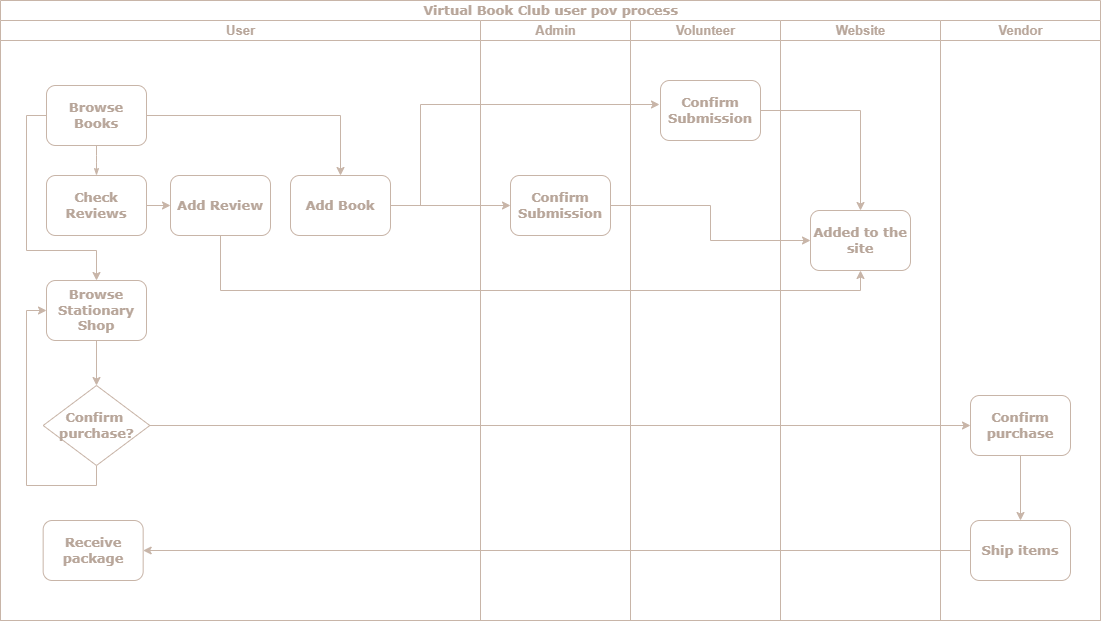 Virtual Book Club user pov process
User
Admin
Volunteer
Website
Vendor
Browse
Books
Confirm
Submission
Check
Reviews
Add Review
Add Book
Confirm
Submission
Added to the
site
Browse
Stationary
Shop
Confirm
purchase?
Confirm
purchase
Receive
package
Ship items